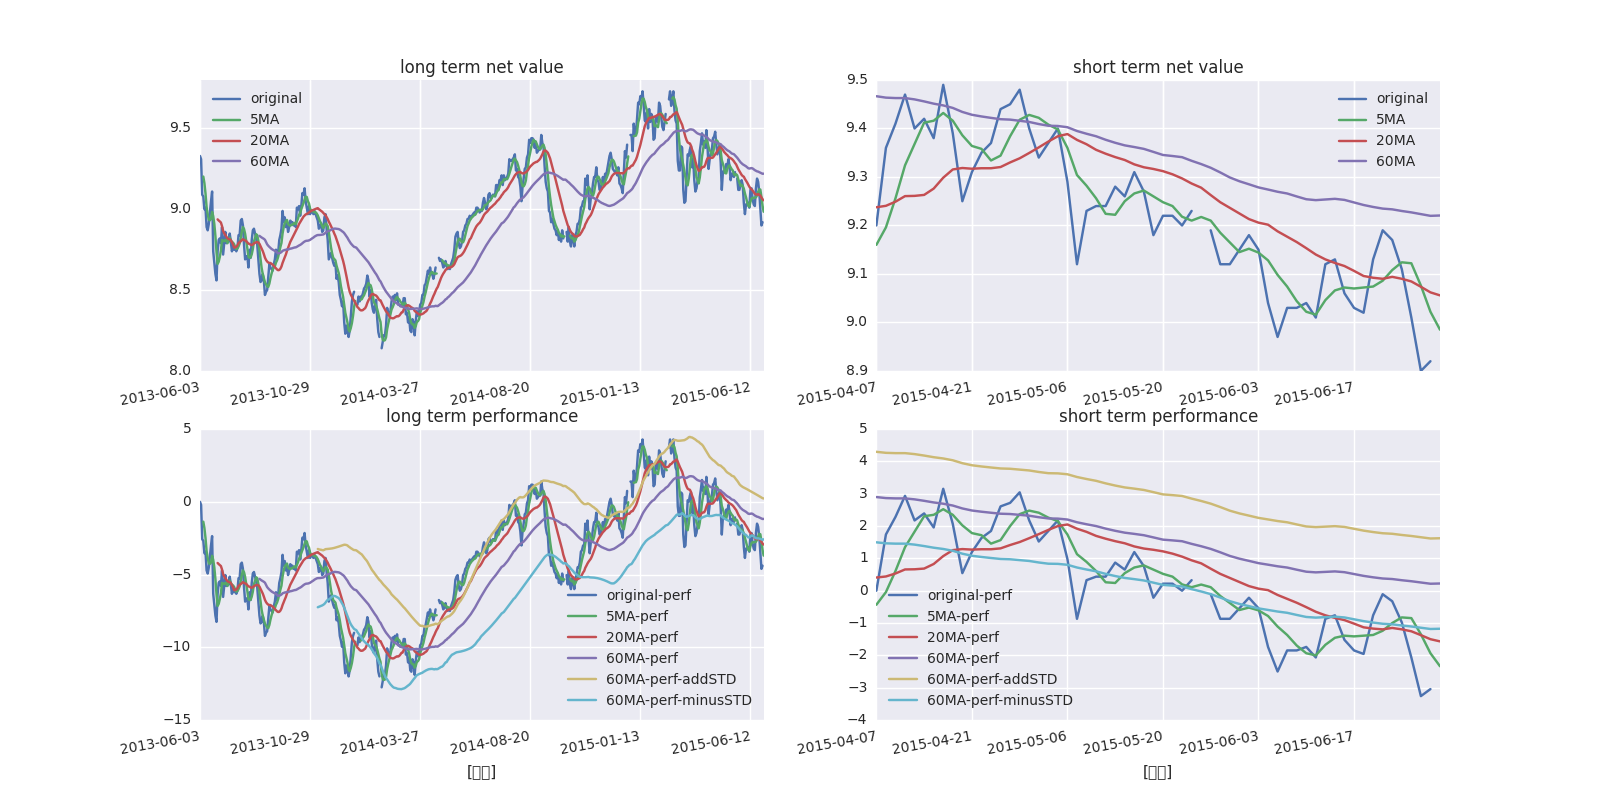 long term net value
original
5MA
20MA
60MA
9.5
9.0
8.5
8.0
2013-06-03
2013-10-29
2014-03-27
2014-08-20
2015-01-13
2015-06-12
short term net value
original
5MA
20MA
60MA
9.5
9.4
9.3
9.2
9.1
9.0
8.9
2015-04-07
2015-04-21
2015-05-06
2015-05-20
2015-06-03
2015-06-17
long term performance
5
0
−5
−10
−15
original-perf
5MA-perf
20MA-perf
60MA-perf
60MA-perf-addSTD
60MA-perf-minusSTD
2013-06-03
2013-10-29
2014-03-27
2014-08-20
2015-01-13
2015-06-12
[▯▯]
short term performance
5
4
3
2
1
0
−1
−2
−3
−4
original-perf
5MA-perf
20MA-perf
60MA-perf
60MA-perf-addSTD
60MA-perf-minusSTD
2015-04-07
2015-04-21
2015-05-06
2015-05-20
2015-06-03
2015-06-17
[▯▯]